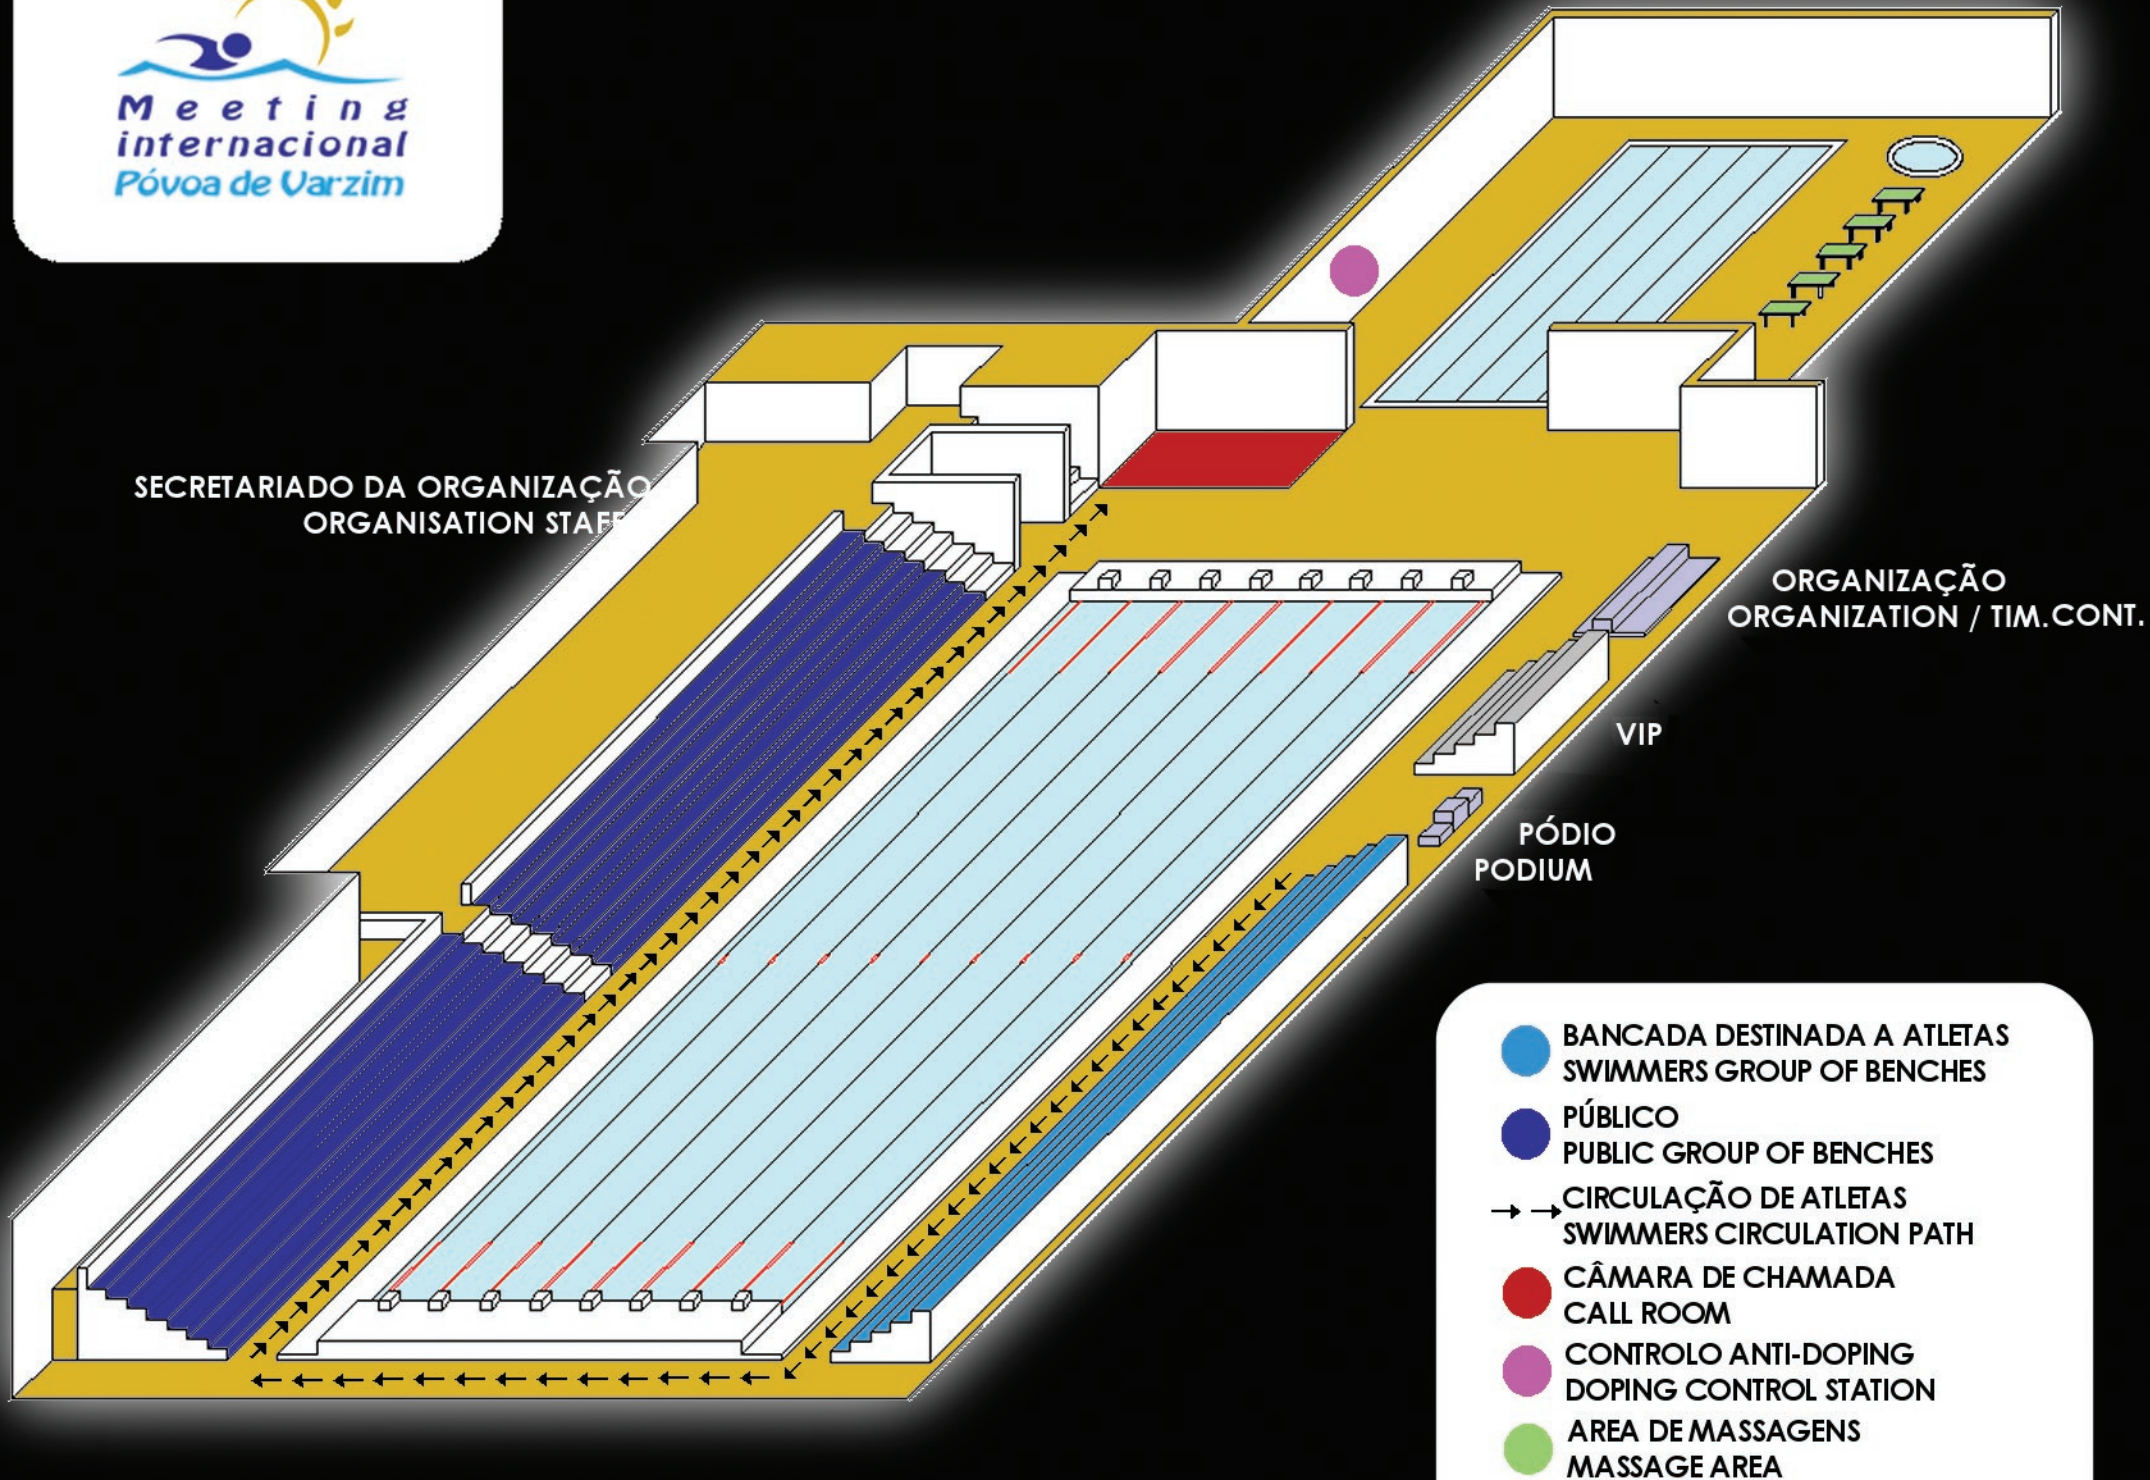 Meeting
internacional
Póvoa de Varzim
SECRETARIADO DA ORGANIZAÇÃO
ORGANISATION STAFF
ORGANIZAÇÃO
ORGANIZATION / TIM.CONT.
VIP
PÓDIO
PODIUM
BANCADA DESTINADA A ATLETAS
SWIMMERS GROUP OF BENCHES
PÚBLICO
PUBLIC GROUP OF BENCHES
CIRCULAÇÃO DE ATLETAS
SWIMMERS CIRCULATION PATH
CÂMARA DE CHAMADA
CALL ROOM
CONTROLO ANTI-DOPING
DOPING CONTROL STATION
AREA DE MASSAGENS
MASSAGE AREA